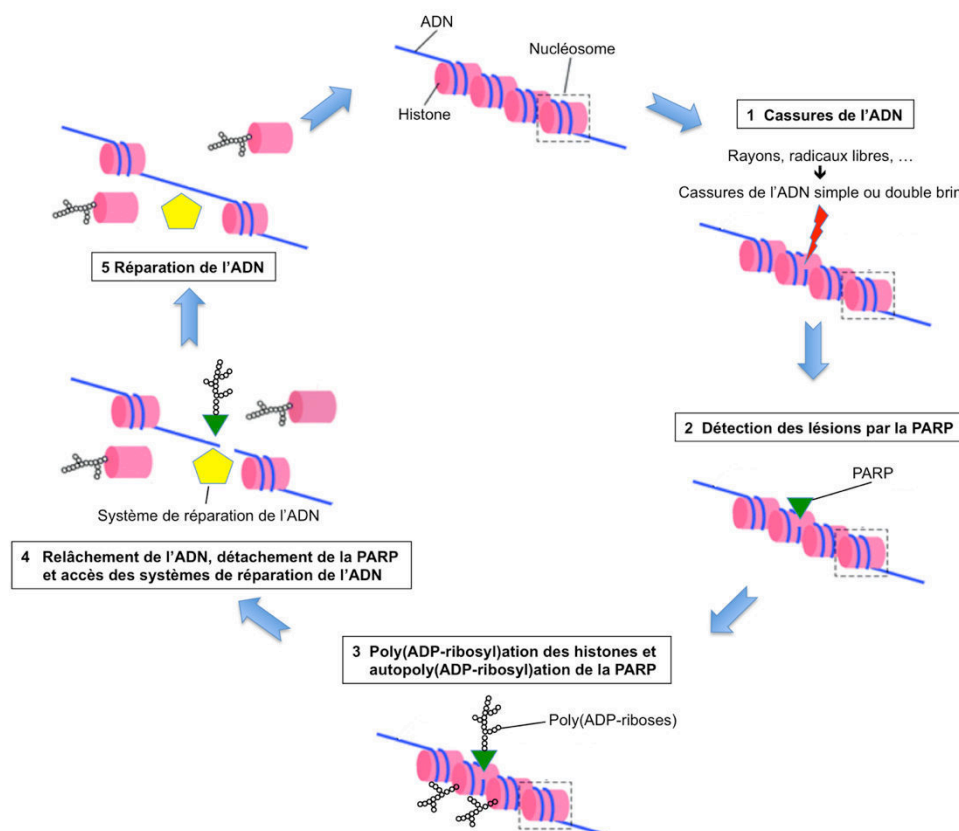 ADN
Nucléosome
Histone
1 Cassures de l'ADN
Rayons, radicaux libres, …
Cassures de l'ADN simple ou double brin
2 Détection des lésions par la PARP
PARP
3 Poly(ADP-ribosyl)ation des histones et
autopoly(ADP-ribosyl)ation de la PARP
Poly(ADP-riboses)
Système de réparation de l'ADN
4 Relâchement de l'ADN, détachement de la PARP
et accès des systèmes de réparation de l'ADN
5 Réparation de l'ADN